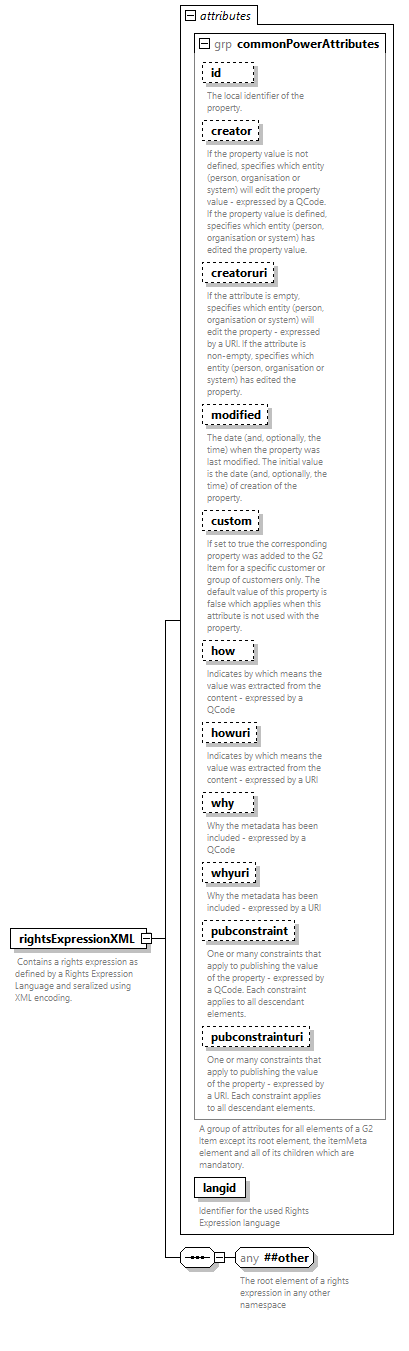 attributes
grp commonPowerAttributes
id
The local identifier of the
property.
creator
If the property value is not
defined, specifies which entity
(person, organisation or
system) will edit the property
value - expressed by a QCode.
If the property value is defined,
specifies which entity (person,
organisation or system) has
edited the property value.
creatoruri
If the attribute is empty,
specifies which entity (person,
organisation or system) will
edit the property - expressed
by a URI. If the attribute is
non-empty, specifies which
entity (person, organisation or
system) has edited the
property.
modified
The date (and, optionally, the
time) when the property was
last modified. The initial value
is the date (and, optionally, the
time) of creation of the
property.
custom
If set to true the corresponding
property was added to the G2
Item for a specific customer or
group of customers only. The
default value of this property is
false which applies when this
attribute is not used with the
property.
how
Indicates by which means the
value was extracted from the
content - expressed by a
QCode
howuri
Indicates by which means the
value was extracted from the
content - expressed by a URI
why
Why the metadata has been
included - expressed by a
QCode
whyuri
Why the metadata has been
included - expressed by a URI
pubconstraint
One or many constraints that
apply to publishing the value
of the property - expressed by
a QCode. Each constraint
applies to all descendant
elements.
pubconstrainturi
One or many constraints that
apply to publishing the value
of the property - expressed by
a URI. Each constraint applies
to all descendant elements.
A group of attributes for all elements of a G2
Item except its root element, the itemMeta
element and all of its children which are
mandatory.
langid
Identifier for the used Rights
Expression language
rightsExpressionXML
Contains a rights expression as
defined by a Rights Expression
Language and seralized using
XML encoding.
any ##other
The root element of a rights
expression in any other
namespace